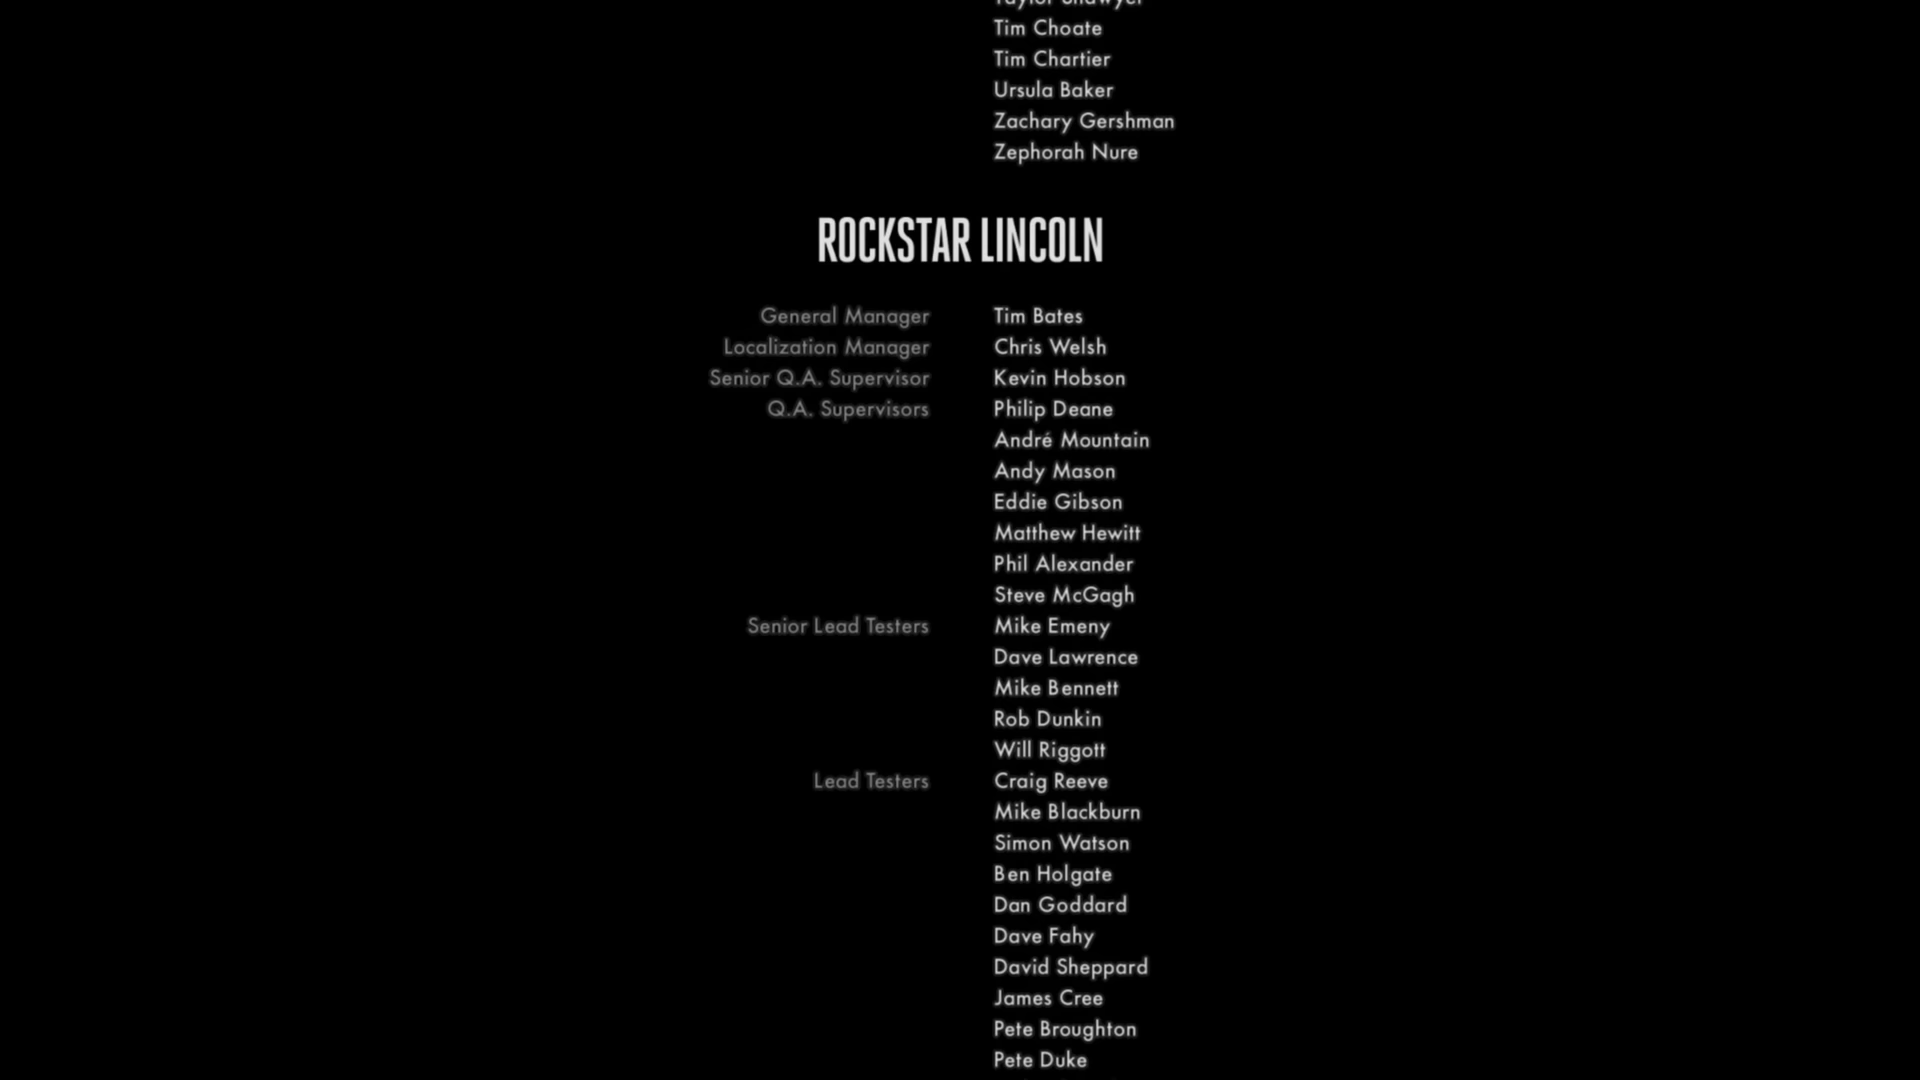 Tim Choate
Tim Chartier
Ursula Baker
Zachary Gershman
Zephorah Nure
ROCKSTAR LINCOLN
General Manager Tim Bates
Localization Manager Chris Welsh
Senior Q.A. Supervisor Kevin Hobson
Q.A. Supervisors Philip Deane
André Mountain
Andy Mason
Eddie Gibson
Matthew Hewitt
Phil Alexander
Steve McGagh
Senior Lead Testers Mike Emeny
Dave Lawrence
Mike Bennett
Rob Dunkin
Will Riggott
Lead Testers Craig Reeve
Mike Blackburn
Simon Watson
Ben Holgate
Dan Goddard
Dave Fahy
David Sheppard
James Cree
Pete Broughton
Pete Duke